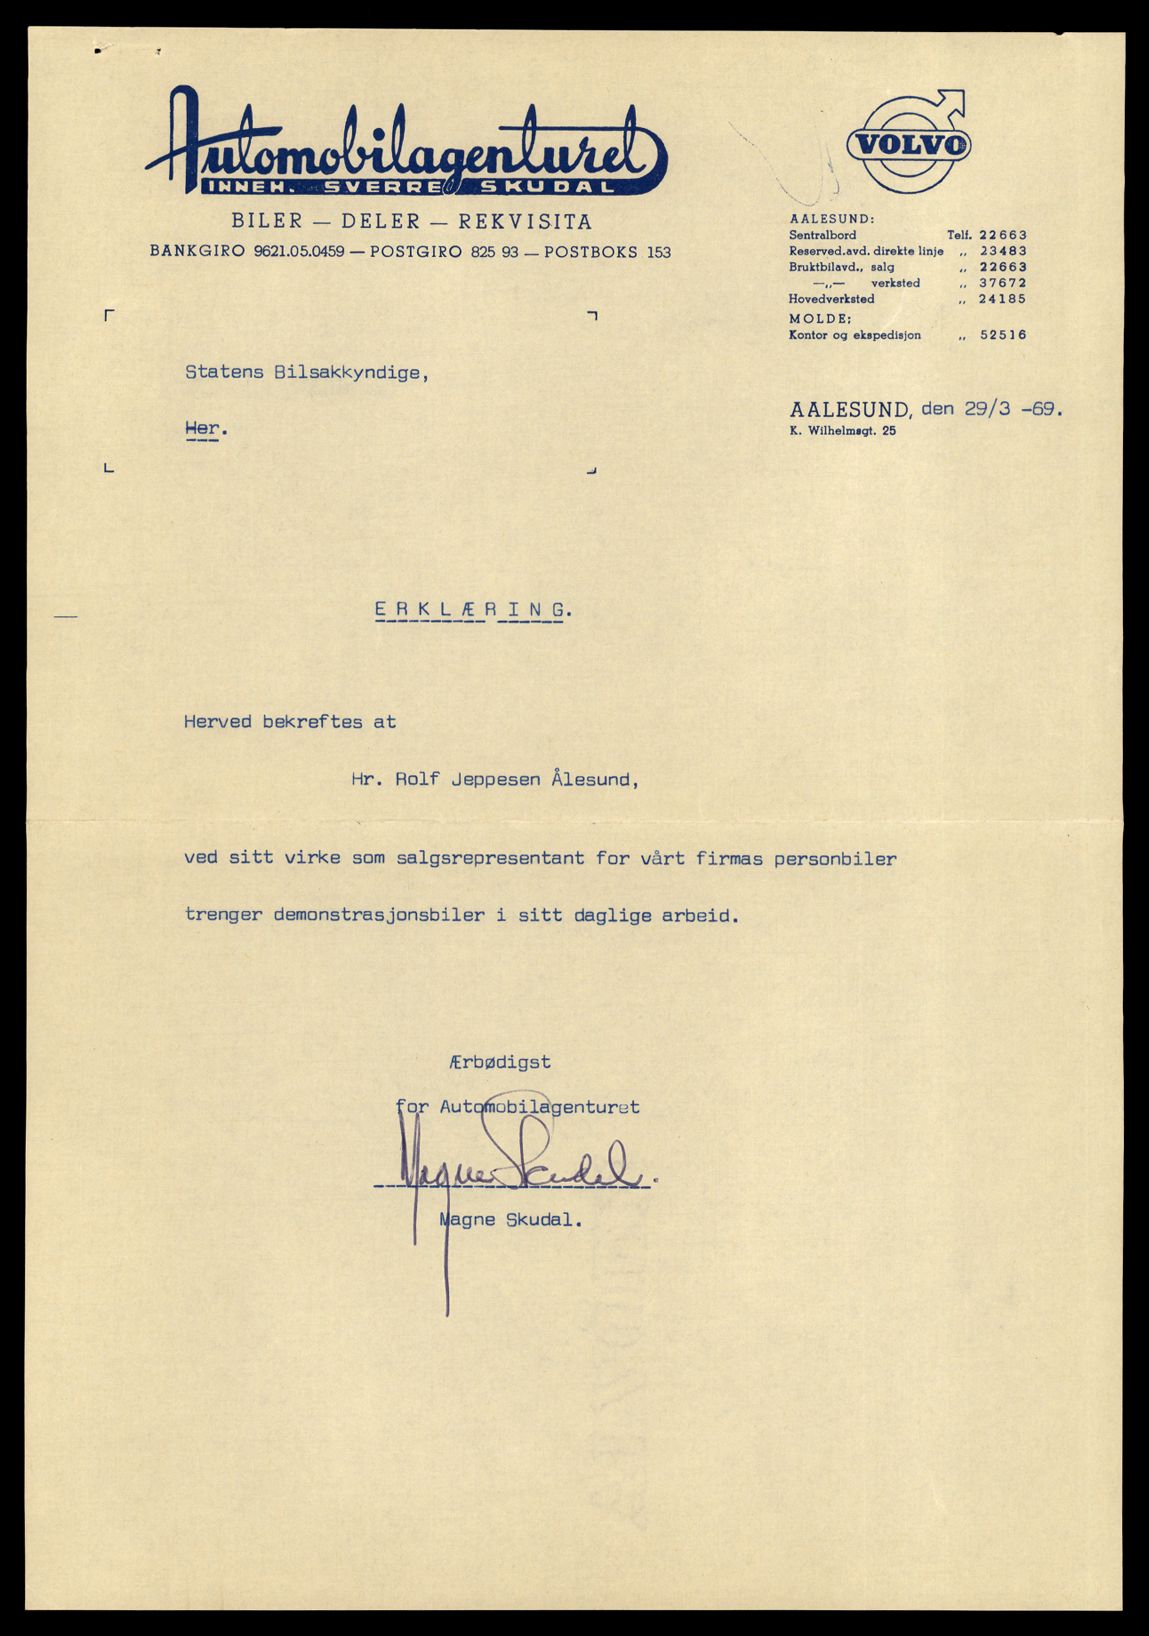 Automobilagenturet
INNEH. SVERRE SKUDAL
BILER — DELER — REKVISITA
BANKGIRO 9621.05.0459 — POSTGIRO 825 93 — POSTBOKS 153
VOLVO
AALESUND:
Sentralbord Telf. 22663
Reserved.avd. direkte linje „ 23483
Bruktbilavd., salg „ 22663
—„— verksted „ 37672
Hovedverksted „ 24185
MOLDE:
Kontor og ekspedisjon „ 52516
Statens Bilsakkyndige,
Her.
AALESUND, den 29/3 -69.
K. Wilhelmsgt. 25
ERKLÆRING.
Herved bekreftes at
Hr. Rolf Jeppesen Ålesund,
ved sitt virke som salgsrepresentant for vårt firmas personbiler
trenger demonstrasjonsbiler i sitt daglige arbeid.
Ærbødigst
for Automobilagenturet
Magne Skudal.
Magne Skudal.